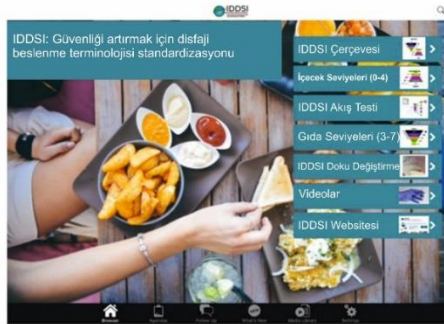 IDDSI
IDDSI: Güvenliği artırmak için disfaji
beslenme terminolojisi standardizasyonu
IDDSI Çerçevesi
İçecek Seviyeleri (0-4)
IDDSI Akış Testi
Gıda Seviyeleri (3-7)
IDDSI Doku Değiştirme
Videolar
IDDSI Websitesi